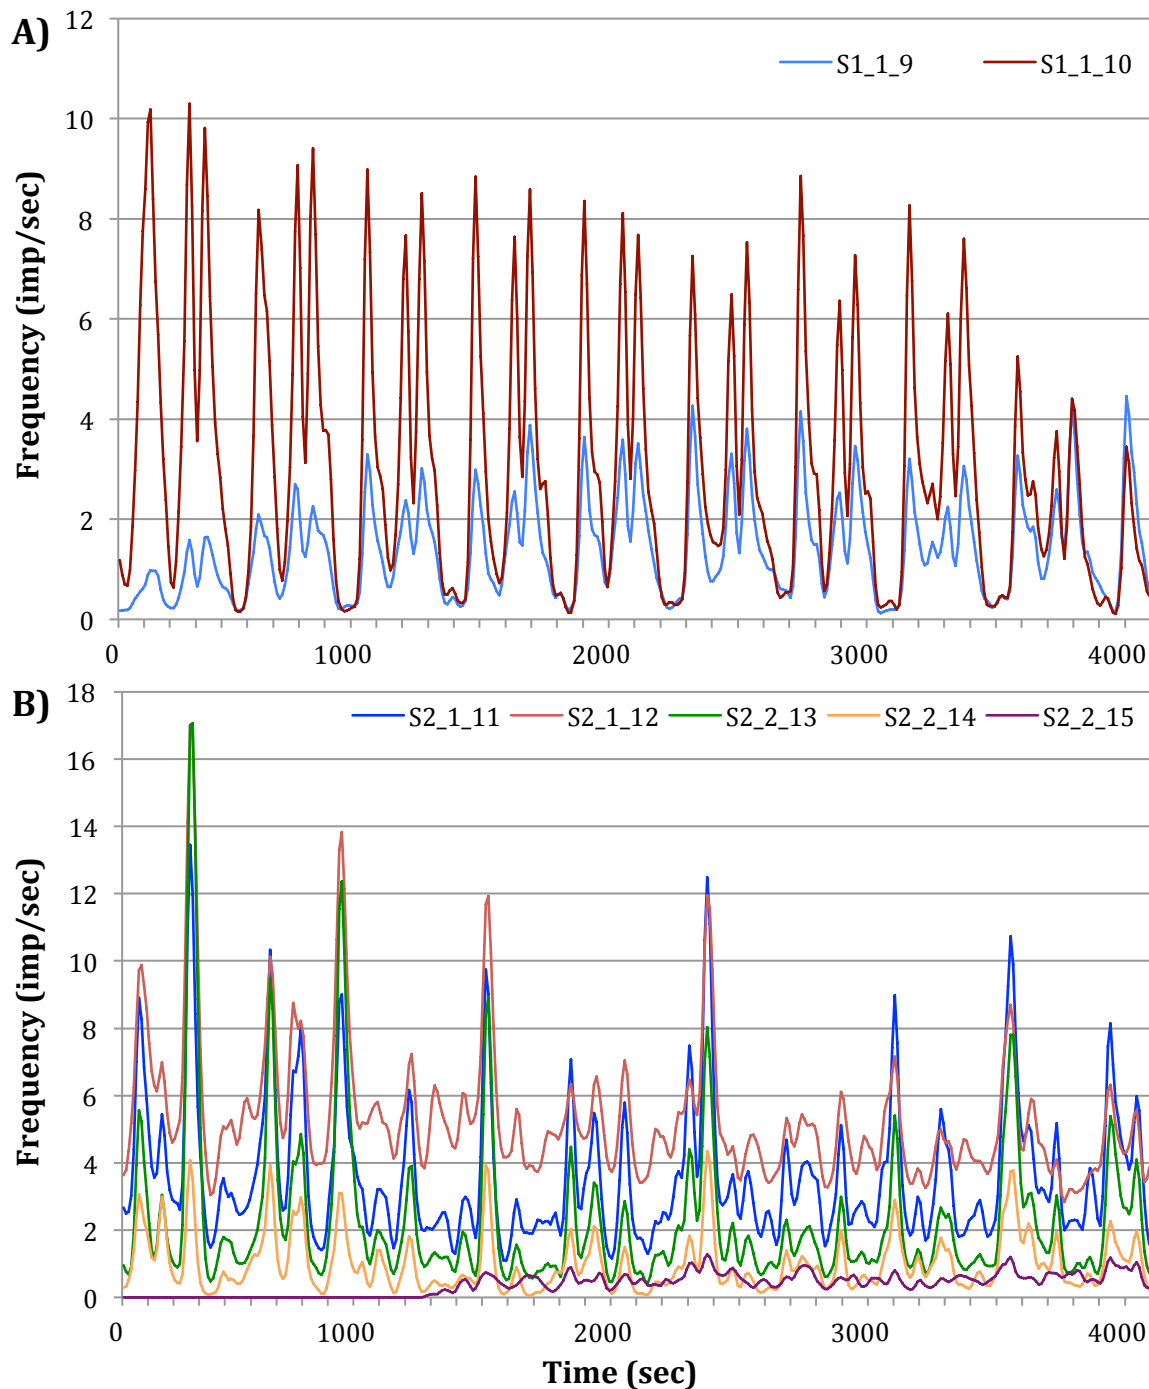 A)
12
S1_1_9 S1_1_10
10
8
6
4
2
0
Frequency (imp/sec)
0 1000 2000 3000 4000
B)
18
S2_1_11 S2_1_12 S2_2_13 S2_2_14 S2_2_15
16
14
12
10
8
6
4
2
0
Frequency (imp/sec)
0 1000 2000 3000 4000
Time (sec)